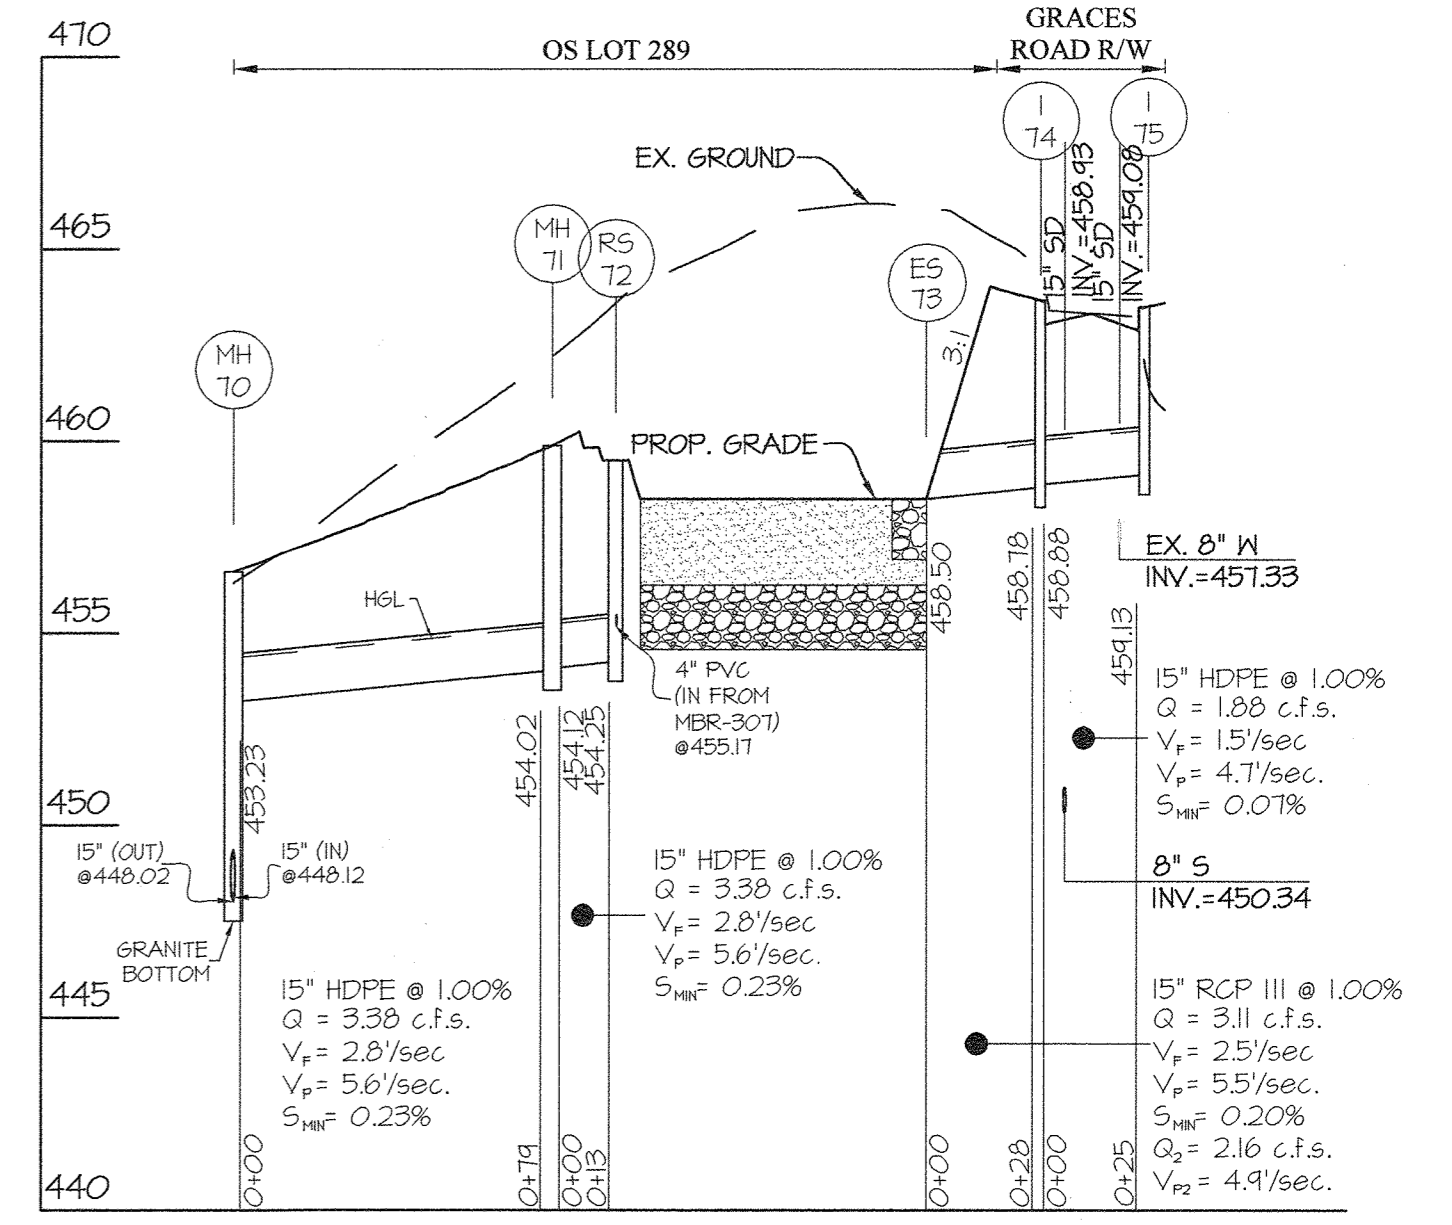 470
465
460
455
450
445
440
OS LOT 289
GRACES
ROAD R/W
I
74
I
75
15" SD
INV.=458.93
15" SD
INV.=459.08
EX. GROUND
MH
71
RS
72
ES
73
MH
70
3:1
PROP. GRADE
HGL
4" PVC
(IN FROM
MBR-307)
@455.17
453.23
454.02
454.12
454.25
458.50
458.78
458.88
459.13
EX. 8" W
INV.=457.33
15" HDPE @ 1.00%
Q = 1.88 c.f.s.
VF= 1.5'/sec
VP= 4.7'/sec.
SMIN= 0.07%
8" S
INV.=450.34
15" (OUT)
@448.02
15" (IN)
@448.12
GRANITE
BOTTOM
15" HDPE @ 1.00%
Q = 3.38 c.f.s.
VF= 2.8'/sec
VP= 5.6'/sec.
SMIN= 0.23%
15" HDPE @ 1.00%
Q = 3.38 c.f.s.
VF= 2.8'/sec
VP= 5.6'/sec.
SMIN= 0.23%
15" RCP III @ 1.00%
Q = 3.11 c.f.s.
VF= 2.5'/sec
VP= 5.5'/sec.
SMIN= 0.20%
Q2= 2.16 c.f.s.
VP2= 4.9'/sec.
0+00
0+79
0+00
0+13
0+00
0+28
0+00
0+25